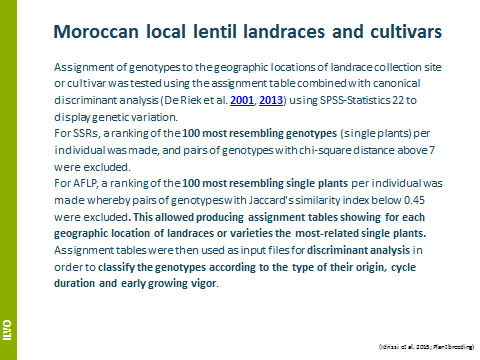 Moroccan local lentil landraces and cultivars
Assignment of genotypes to the geographic locations of landrace collection site
or cultivar was tested using the assignment table combined with canonical
discriminant analysis (De Riek et al. 2001, 2013) using SPSS-Statistics 22 to
display genetic variation.
For SSRs, a ranking of the 100 most resembling genotypes (single plants) per
individual was made, and pairs of genotypes with chi-square distance above 7
were excluded.
For AFLP, a ranking of the 100 most resembling single plants per individual was
made whereby pairs of genotypes with Jaccard's similarity index below 0.45
were excluded. This allowed producing assignment tables showing for each
geographic location of landraces or varieties the most-related single plants.
Assignment tables were then used as input files for discriminant analysis in
order to classify the genotypes according to the type of their origin, cycle
duration and early growing vigor.
ILVO
(Idrissi et al. 2015; Plant breeding)